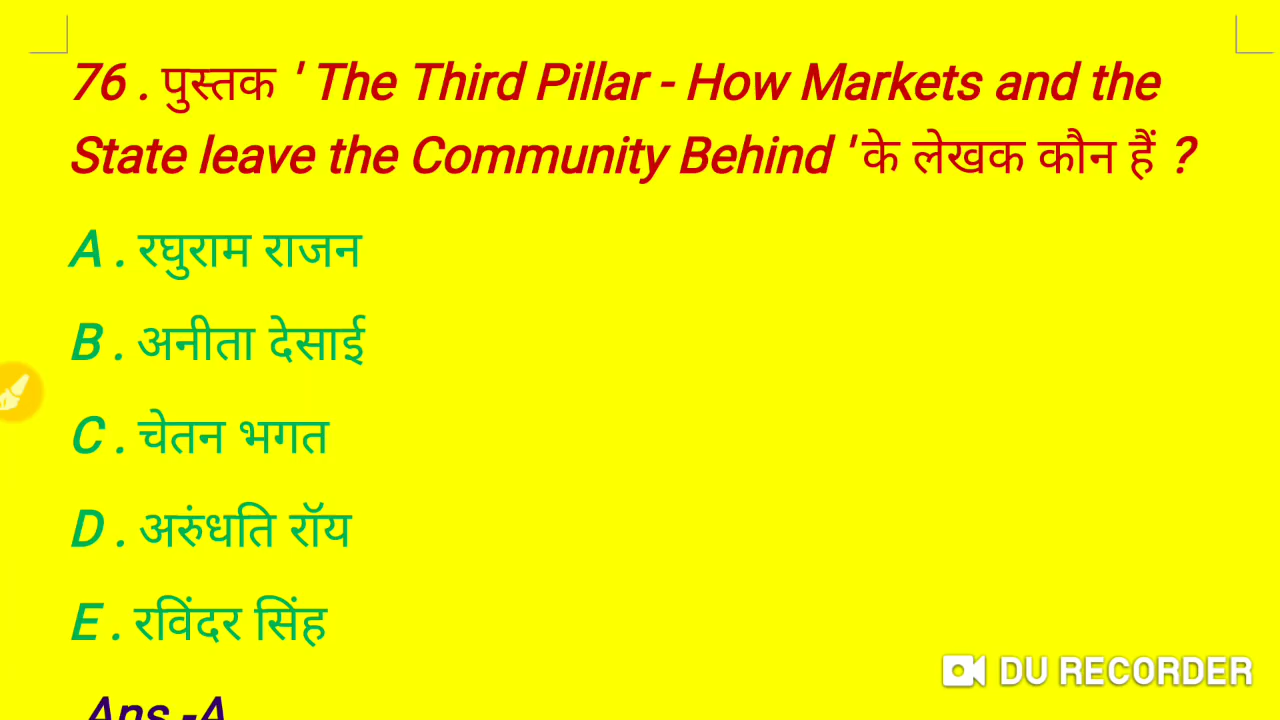 76 . पुस्तक ' The Third Pillar - How Markets and the
State leave the Community Behind ' के लेखक कौन हैं ?
A . रघुराम राजन
B . अनीता देसाई
C . चेतन भगत
D . अरुंधति रॉय
E . रविंदर सिंह
DU RECORDER
Ans -A